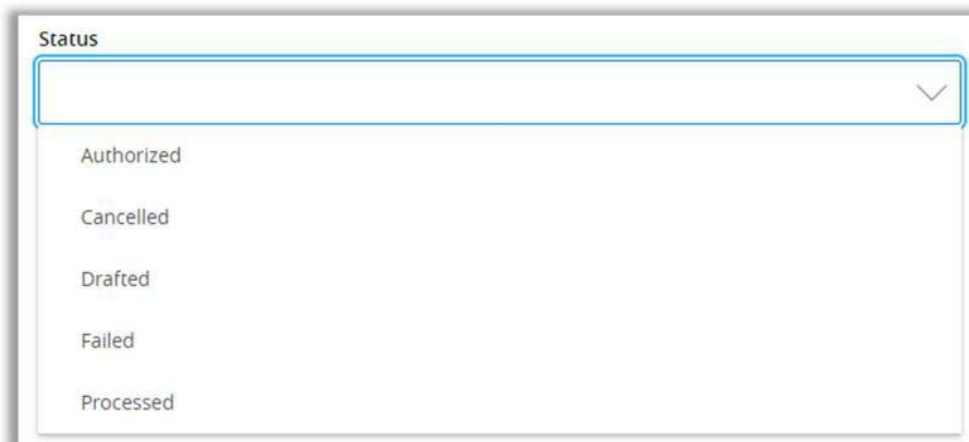 Status
Authorized
Cancelled
Drafted
Failed
Processed